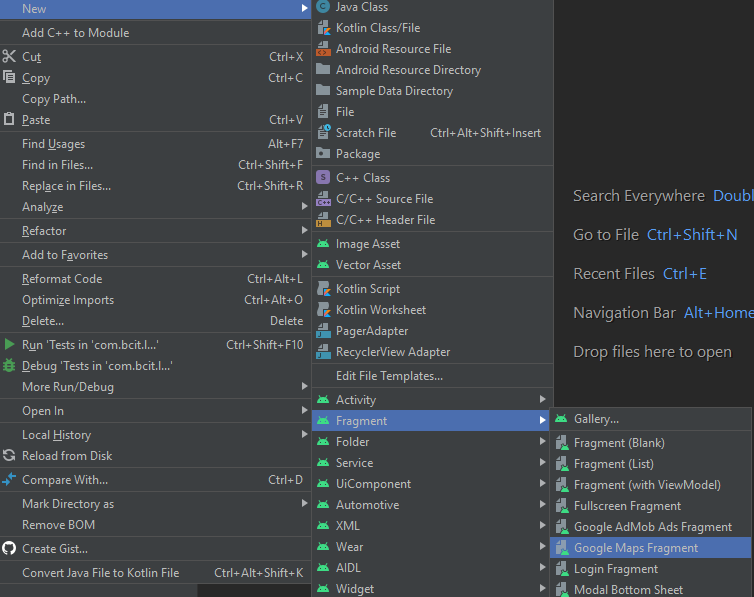 New
Add C++ to Module
Cut Ctrl+X
Copy Ctrl+C
Copy Path...
Paste Ctrl+V
Find Usages Alt+F7
Find in Files... Ctrl+Shift+F
Replace in Files... Ctrl+Shift+R
Analyze
Refactor
Add to Favorites
Reformat Code Ctrl+Alt+L
Optimize Imports Ctrl+Alt+O
Delete... Delete
Run 'Tests in 'com.bcit.l...' Ctrl+Shift+F10
Debug 'Tests in 'com.bcit.l...'
More Run/Debug
Open In
Local History
Reload from Disk
Compare With... Ctrl+D
Mark Directory as
Remove BOM
Create Gist...
Convert Java File to Kotlin File Ctrl+Alt+Shift+K
Java Class
Kotlin Class/File
Android Resource File
Android Resource Directory
Sample Data Directory
File
Scratch File Ctrl+Alt+Shift+Insert
Package
C++ Class
C/C++ Source File
C/C++ Header File
Image Asset
Vector Asset
Kotlin Script
Kotlin Worksheet
PagerAdapter
RecyclerView Adapter
Edit File Templates...
Activity
Fragment
Folder
Service
UiComponent
Automotive
XML
Wear
AIDL
Widget
Gallery...
Fragment (Blank)
Fragment (List)
Fragment (with ViewModel)
Fullscreen Fragment
Google AdMob Ads Fragment
Google Maps Fragment
Login Fragment
Modal Bottom Sheet
Search Everywhere Doubl
Go to File Ctrl+Shift+N
Recent Files Ctrl+E
Navigation Bar Alt+Home
Drop files here to open